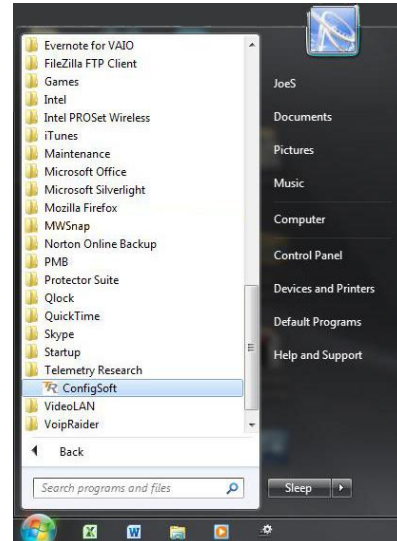 Evernote for VAIO
FileZilla FTP Client
Games
Intel
Intel PROSet Wireless
iTunes
Maintenance
Microsoft Office
Microsoft Silverlight
Mozilla Firefox
MWSnap
Norton Online Backup
PMB
Protector Suite
Qlock
QuickTime
Skype
Startup
Telemetry Research
TR ConfigSoft
VideoLAN
VoipRaider
Back
Search programs and files
JoeS
Documents
Pictures
Music
Computer
Control Panel
Devices and Printers
Default Programs
Help and Support
Sleep
X W